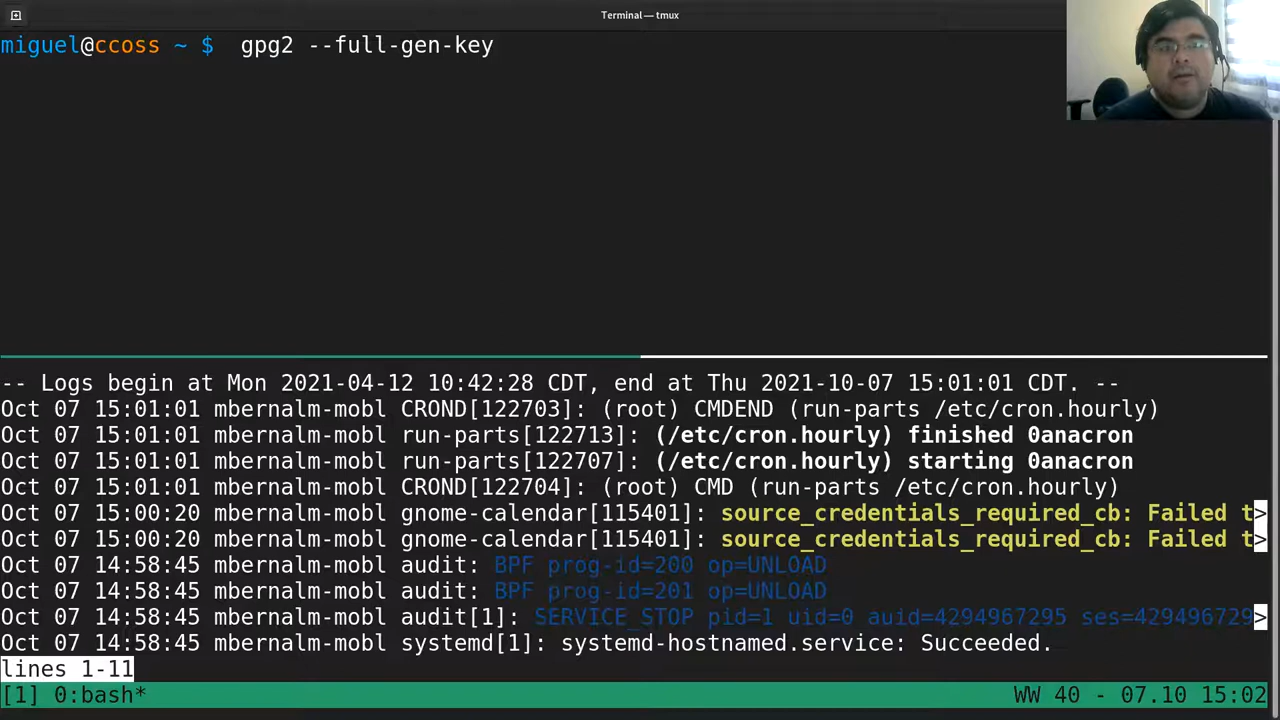 Terminal — tmux
miguel@ccoss ~ $  gpg2 --full-gen-key
-- Logs begin at Mon 2021-04-12 10:42:28 CDT, end at Thu 2021-10-07 15:01:01 CDT. --
Oct 07 15:01:01 mbernalm-mobl CROND[122703]: (root) CMDEND (run-parts /etc/cron.hourly)
Oct 07 15:01:01 mbernalm-mobl run-parts[122713]: (/etc/cron.hourly) finished 0anacron
Oct 07 15:01:01 mbernalm-mobl run-parts[122707]: (/etc/cron.hourly) starting 0anacron
Oct 07 15:01:01 mbernalm-mobl CROND[122704]: (root) CMD (run-parts /etc/cron.hourly)
Oct 07 15:00:20 mbernalm-mobl gnome-calendar[115401]: source_credentials_required_cb: Failed t>
Oct 07 15:00:20 mbernalm-mobl gnome-calendar[115401]: source_credentials_required_cb: Failed t>
Oct 07 14:58:45 mbernalm-mobl audit: BPF prog-id=200 op=UNLOAD
Oct 07 14:58:45 mbernalm-mobl audit: BPF prog-id=201 op=UNLOAD
Oct 07 14:58:45 mbernalm-mobl audit[1]: SERVICE_STOP pid=1 uid=0 auid=4294967295 ses=429496729>
Oct 07 14:58:45 mbernalm-mobl systemd[1]: systemd-hostnamed.service: Succeeded.
lines 1-11
[1] 0:bash* WW 40 - 07.10 15:02